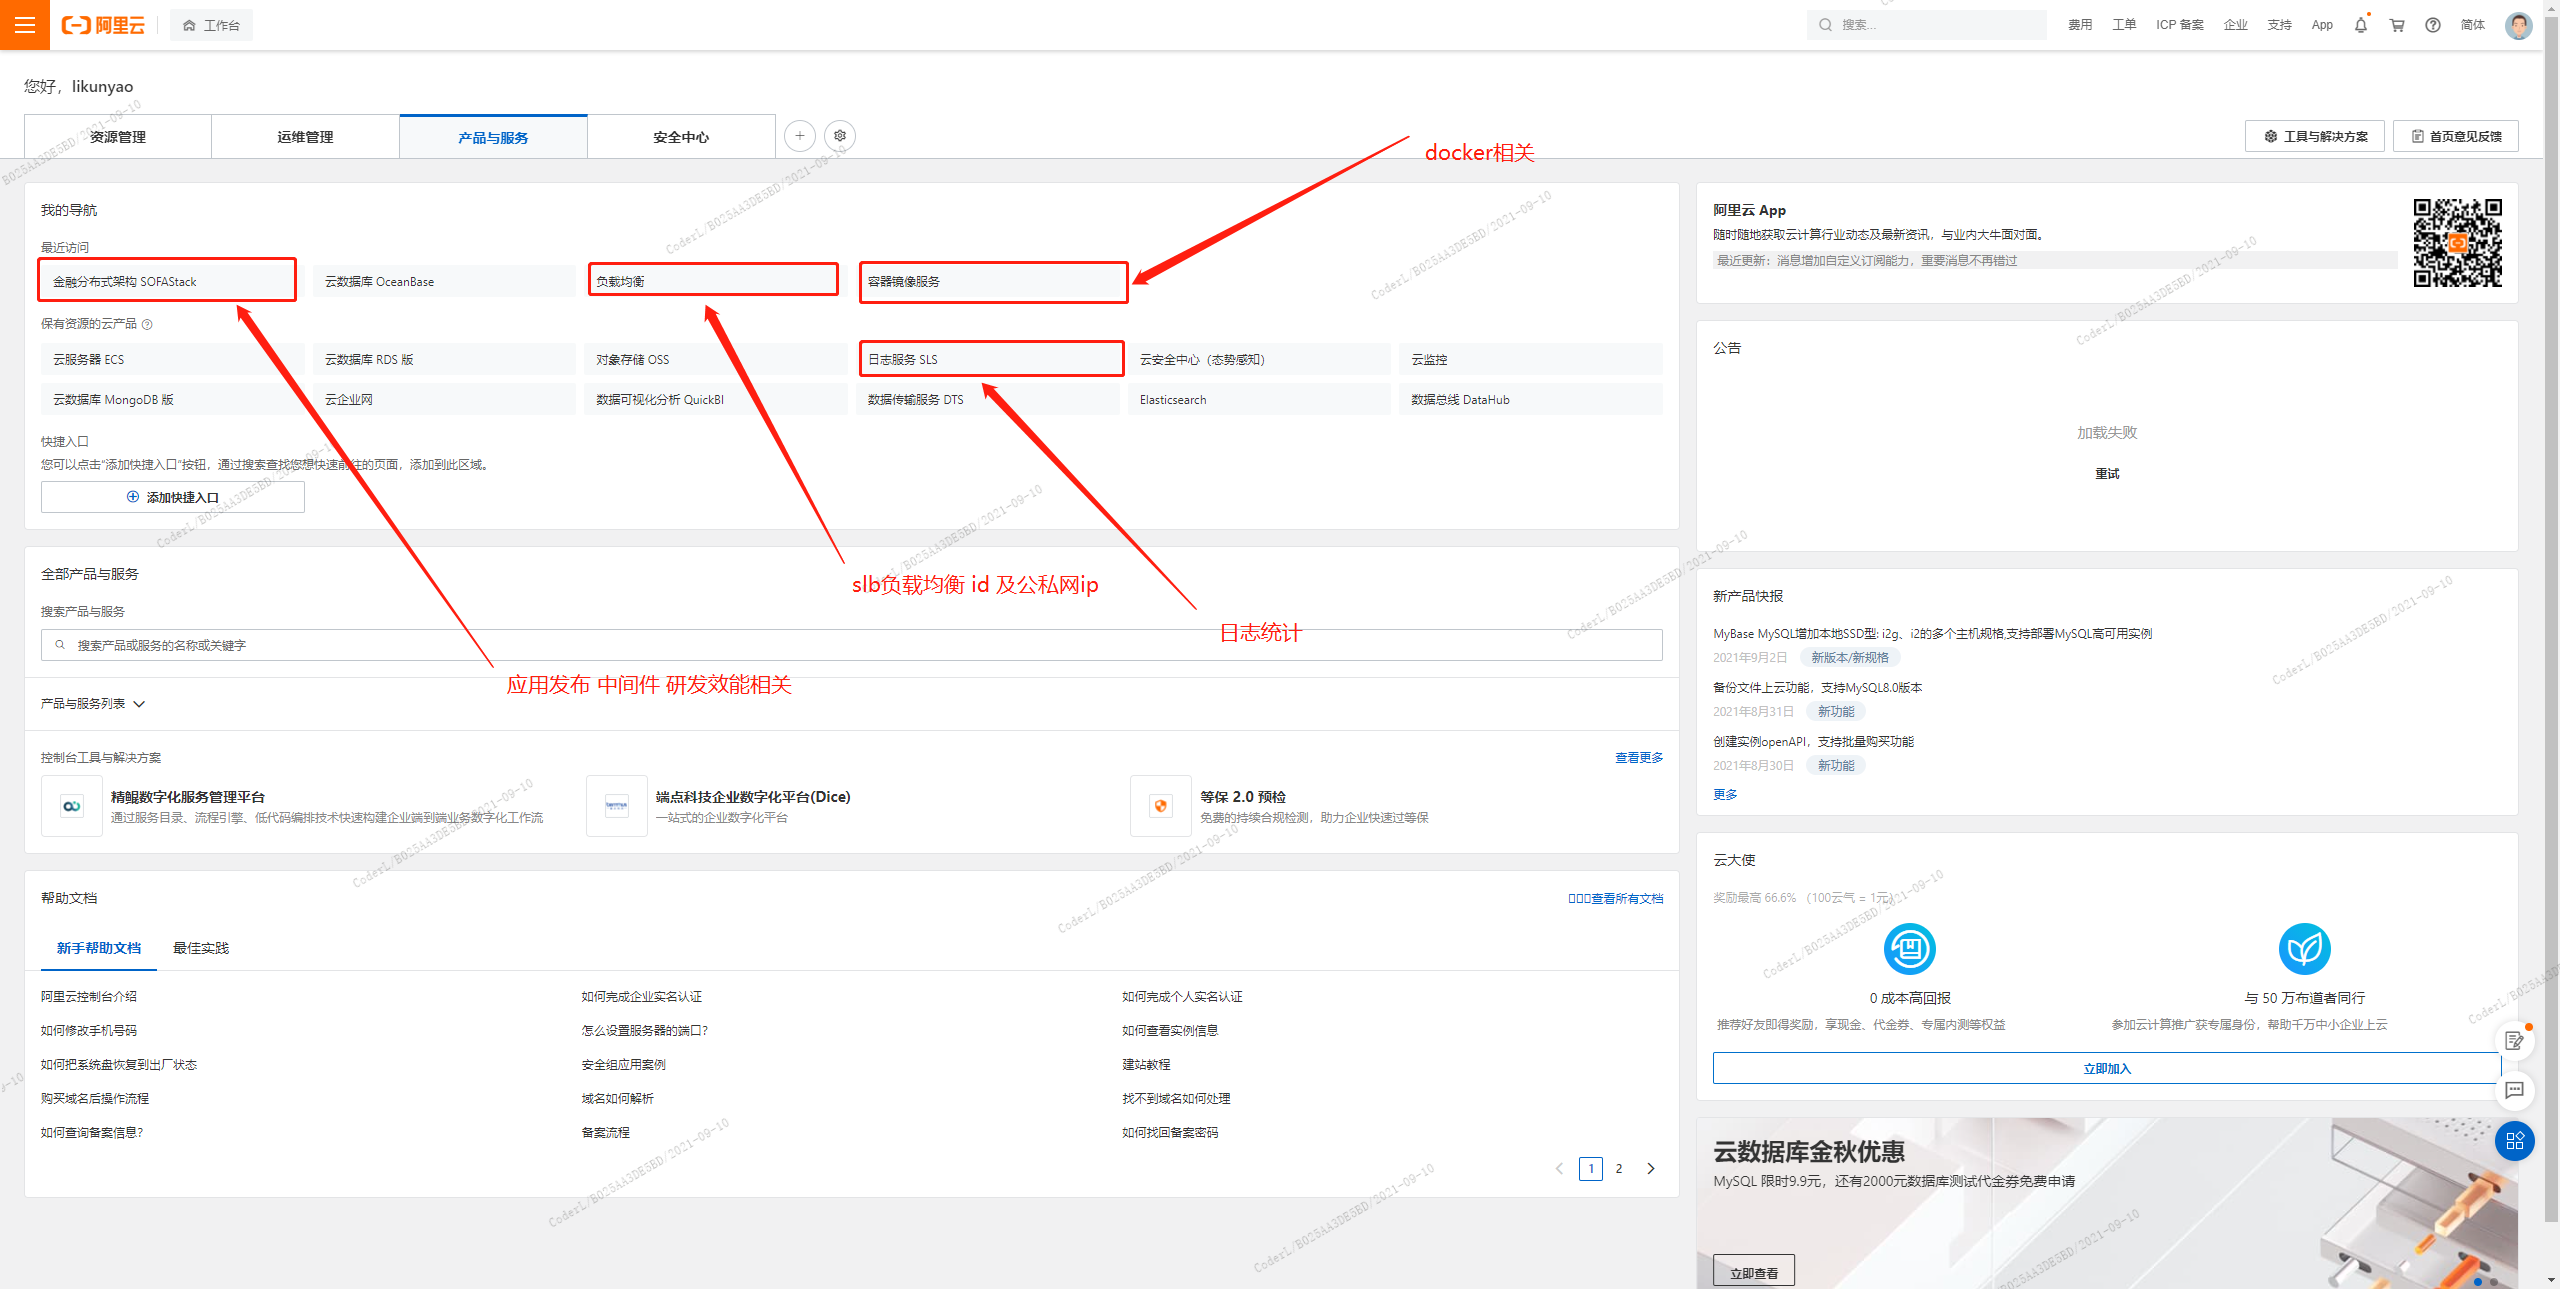 阿里云
工作台
搜索...
费用 工单 ICP 备案 企业 支持 App 简体
您好，likunyao
资源管理 运维管理 产品与服务 安全中心
工具与解决方案 首页意见反馈
docker相关
我的导航
最近访问
金融分布式架构 SOFAStack 云数据库 OceanBase 负载均衡 容器镜像服务
保有资源的云产品
云服务器 ECS 云数据库 RDS 版 对象存储 OSS 日志服务 SLS 云安全中心（态势感知） 云监控
云数据库 MongoDB 版 云企业网 数据可视化分析 QuickBI 数据传输服务 DTS Elasticsearch 数据总线 DataHub
快捷入口
您可以点击“添加快捷入口”按钮，通过搜索查找您想快速前往的页面，添加到此区域。
添加快捷入口
slb负载均衡 id 及公私网ip
日志统计
应用发布 中间件 研发效能相关
全部产品与服务
搜索产品与服务
搜索产品或服务的名称或关键字
产品与服务列表
控制台工具与解决方案 查看更多
精鲲数字化服务管理平台
通过服务目录、流程引擎、低代码编排技术快速构建企业端到端业务数字化工作流
端点科技企业数字化平台(Dice)
一站式的企业数字化平台
等保 2.0 预检
免费的持续合规检测，助力企业快速过等保
帮助文档 查看所有文档
新手帮助文档 最佳实践
阿里云控制台介绍 如何完成企业实名认证 如何完成个人实名认证
如何修改手机号码 怎么设置服务器的端口? 如何查看实例信息
如何把系统盘恢复到出厂状态 安全组应用案例 建站教程
购买域名后操作流程 域名如何解析 找不到域名如何处理
如何查询备案信息? 备案流程 如何找回备案密码
1 2
阿里云 App
随时随地获取云计算行业动态及最新资讯，与业内大牛面对面。
最近更新：消息增加自定义订阅能力，重要消息不再错过
公告
加载失败
重试
新产品快报
MyBase MySQL增加本地SSD型: i2g、i2的多个主机规格,支持部署MySQL高可用实例
2021年9月2日 新版本/新规格
备份文件上云功能，支持MySQL8.0版本
2021年8月31日 新功能
创建实例openAPI，支持批量购买功能
2021年8月30日 新功能
更多
云大使
奖励最高 66.6% （100云气 = 1元）
0 成本高回报
推荐好友即得奖励，享现金、代金券、专属内测等权益
与 50 万布道者同行
参加云计算推广获专属身份，帮助千万中小企业上云
立即加入
云数据库金秋优惠
MySQL 限时9.9元，还有2000元数据库测试代金券免费申请
立即查看
CoderL/B025AA3DE5BD/2021-09-10